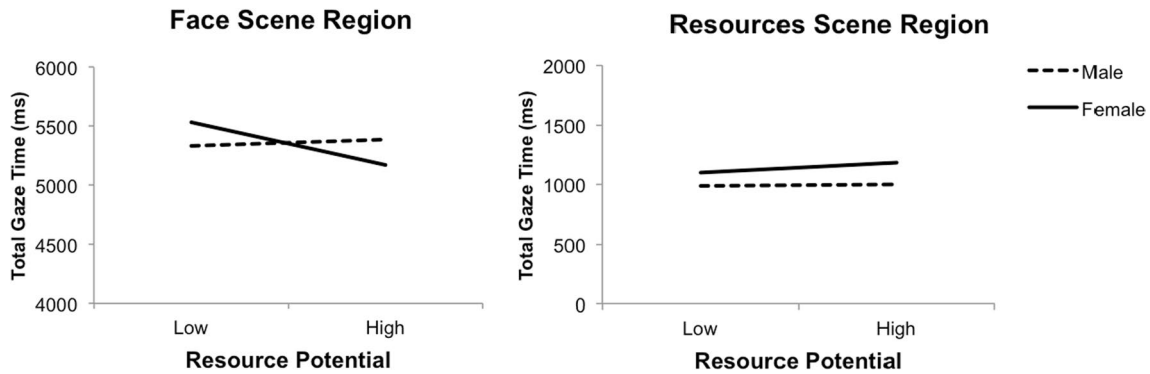 Face Scene Region
Total Gaze Time (ms)
6000
5500
5000
4500
4000
Low High
Resource Potential
Resources Scene Region
Total Gaze Time (ms)
2000
1500
1000
500
0
Low High
Resource Potential
Male
Female